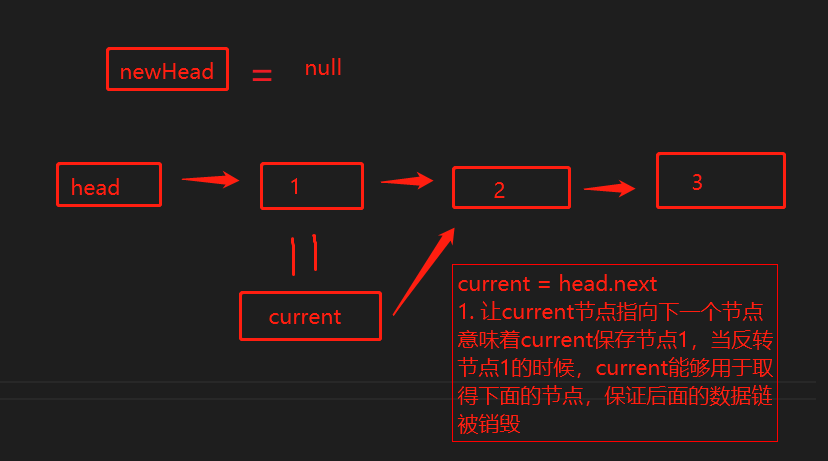 newHead = null
head 1 2 3
current
current = head.next
1. 让current节点指向下一个节点
意味着current保存节点1，当反转
节点1的时候，current能够用于取
得下面的节点，保证后面的数据链
被销毁